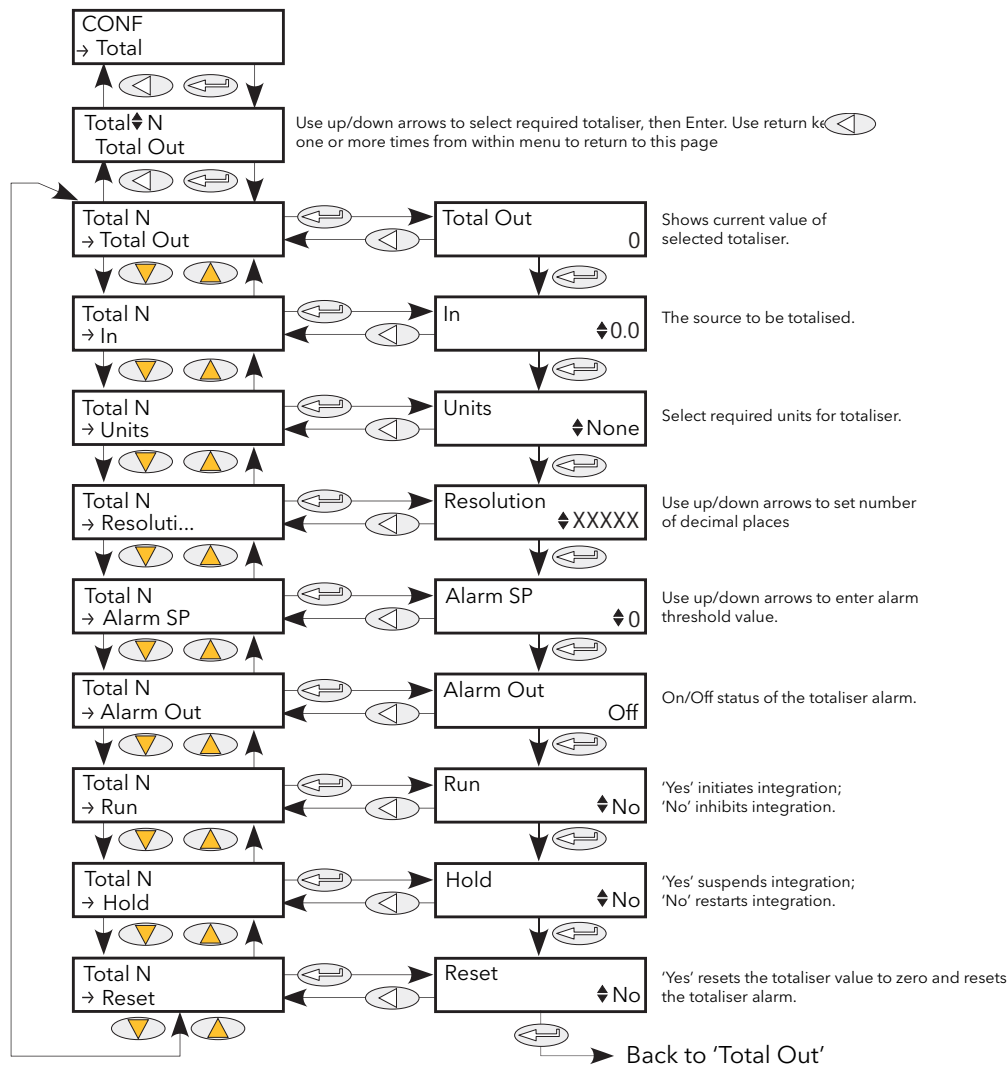 CONF
→ Total
Total♦N
Total Out
Use up/down arrows to select required totaliser, then Enter. Use return
one or more times from within menu to return to this page
Total N
→ Total Out
Total Out
0
Shows current value of
selected totaliser.
Total N
→ In
In
♦0.0
The source to be totalised.
Total N
→ Units
Units
♦None
Select required units for totaliser.
Total N
→ Resoluti...
Resolution
♦XXXXX
Use up/down arrows to set number
of decimal places
Total N
→ Alarm SP
Alarm SP
♦0
Use up/down arrows to enter alarm
threshold value.
Total N
→ Alarm Out
Alarm Out
Off
On/Off status of the totaliser alarm.
Total N
→ Run
Run
♦No
‘Yes’ initiates integration;
‘No’ inhibits integration.
Total N
→ Hold
Hold
♦No
‘Yes’ suspends integration;
‘No’ restarts integration.
Total N
→ Reset
Reset
♦No
‘Yes’ resets the totaliser value to zero and resets
the totaliser alarm.
Back to ‘Total Out’